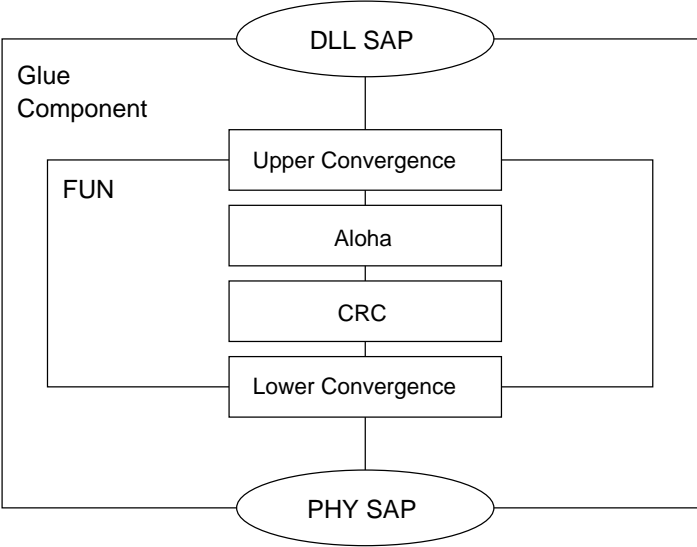 DLL SAP
Glue
Component
Upper Convergence
FUN
Aloha
CRC
Lower Convergence
PHY SAP